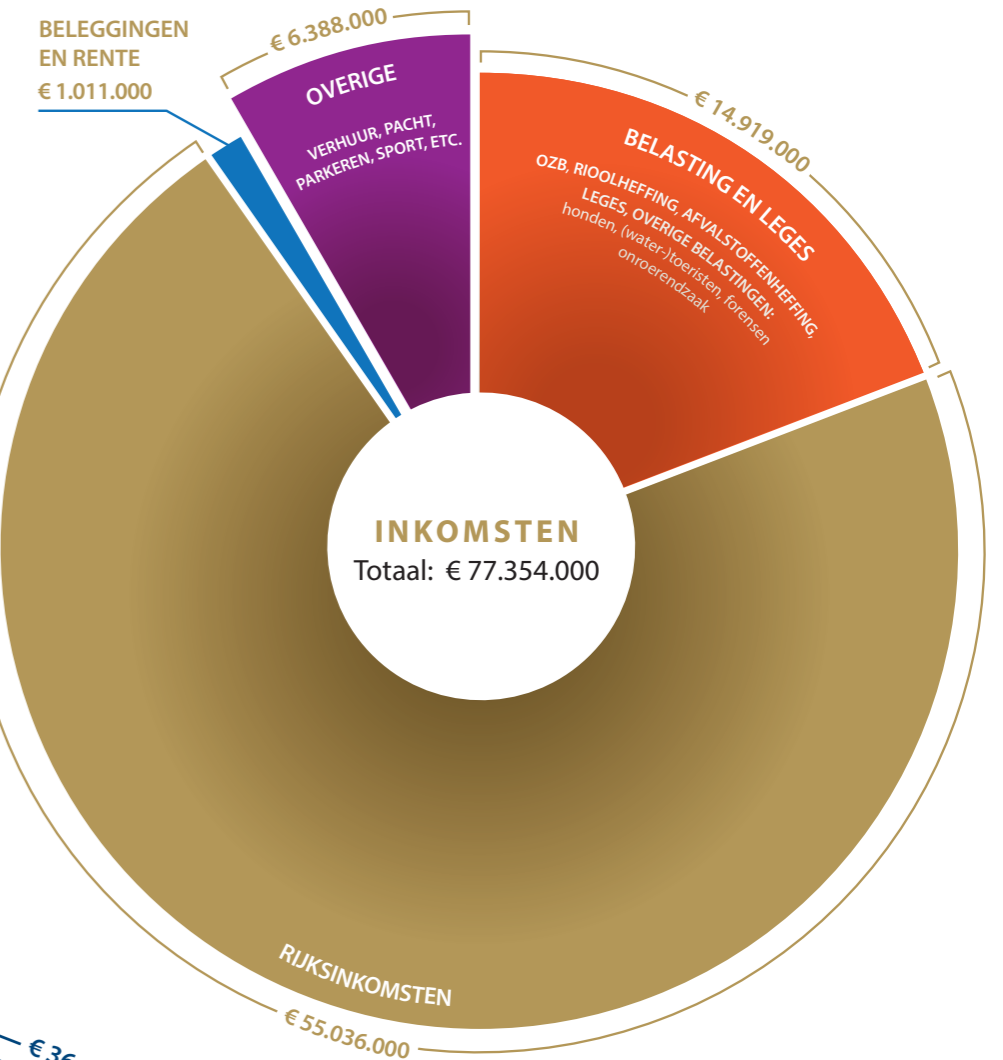 BELEGGINGEN
EN RENTE
€ 1.011.000
€ 6.388.000
OVERIGE
VERHUUR, PACHT,
PARKEREN, SPORT, ETC.
€ 14.919.000
BELASTING EN LEGES
OZB, RIOOLHEFFING, AFVALSTOFFENHEFFING,
LEGES, OVERIGE BELASTINGEN:
honden, (water-)toeristen, forensen
onroerendzaak
INKOMSTEN
Totaal: € 77.354.000
RIJKSINKOMSTEN
€ 55.036.000